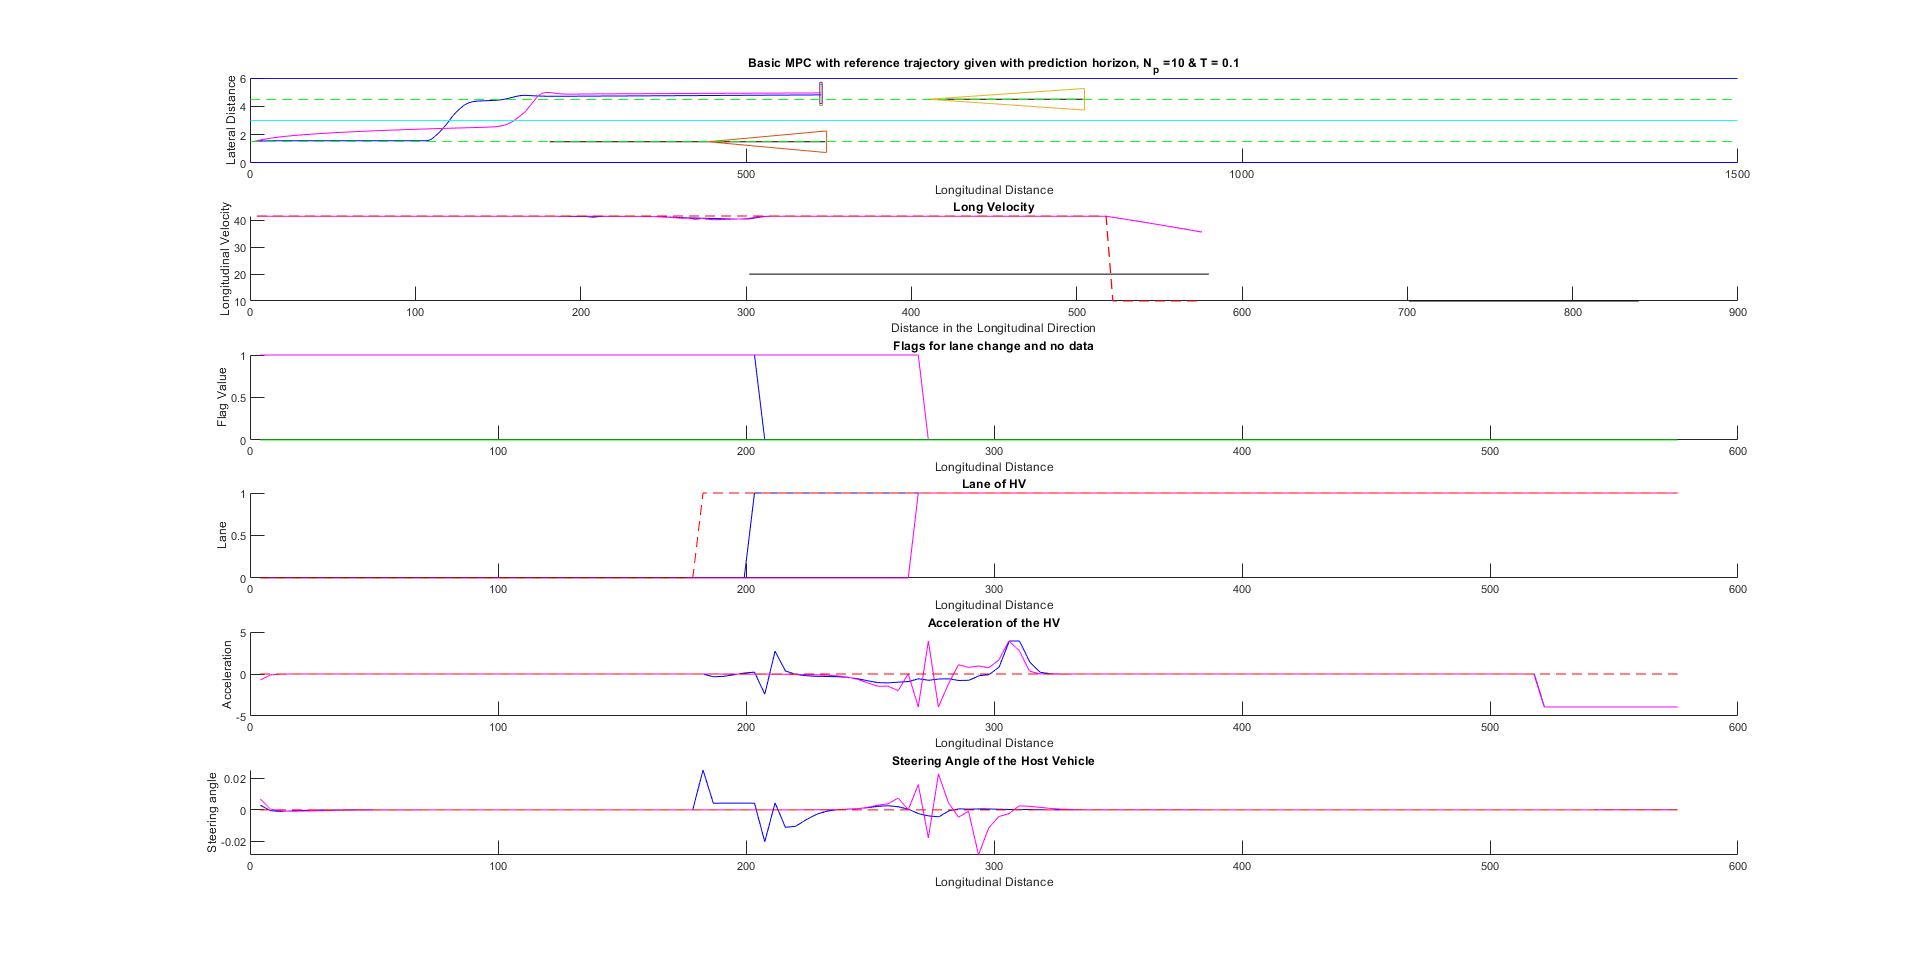 Basic MPC with reference trajectory given with prediction horizon, Np =10 & T = 0.1
Lateral Distance
6
4
2
0
0 500 1000 1500
Longitudinal Distance
Long Velocity
Longitudinal Velocity
40
30
20
10
0 100 200 300 400 500 600 700 800 900
Distance in the Longitudinal Direction
Flags for lane change and no data
Flag Value
1
0.5
0
0 100 200 300 400 500 600
Longitudinal Distance
Lane of HV
Lane
1
0.5
0
0 100 200 300 400 500 600
Longitudinal Distance
Acceleration of the HV
Acceleration
5
0
-5
0 100 200 300 400 500 600
Longitudinal Distance
Steering Angle of the Host Vehicle
Steering angle
0.02
0
-0.02
0 100 200 300 400 500 600
Longitudinal Distance